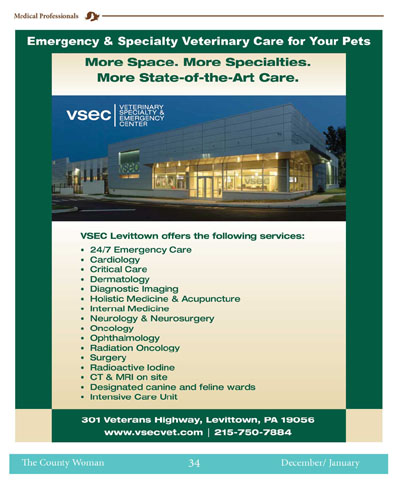 Medical Professionals
Emergency & Specialty Veterinary Care for Your Pets
More Space. More Specialties.
More State-of-the-Art Care.
vsec
VETERINARY
SPECIALTY &
EMERGENCY
CENTER
VSEC Levittown offers the following services:
• 24/7 Emergency Care
• Cardiology
• Critical Care
• Dermatology
• Diagnostic Imaging
• Holistic Medicine & Acupuncture
• Internal Medicine
• Neurology & Neurosurgery
• Oncology
• Ophthalmology
• Radiation Oncology
• Surgery
• Radioactive Iodine
• CT & MRI on site
• Designated canine and feline wards
• Intensive Care Unit
301 Veterans Highway, Levittown, PA 19056
www.vsecvet.com | 215-750-7884
The County Woman
34
December/ January